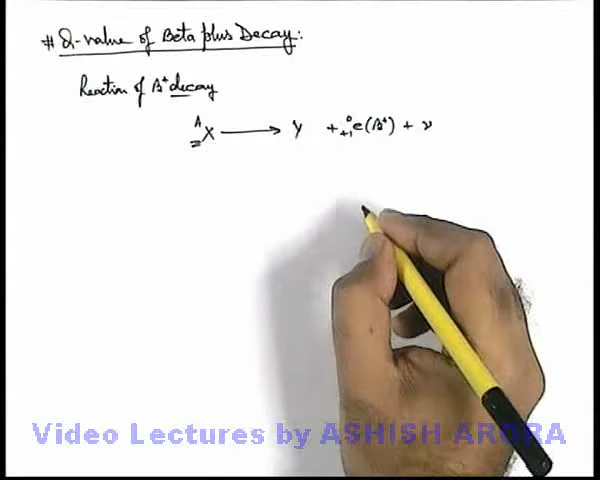 # Q-value of Beta plus Decay:
Reaction of β⁺ decay
ᴬ_Z X ⟶ Y + ⁰₊₁e(β⁺) + ν
Video Lectures by ASHISH ARORA